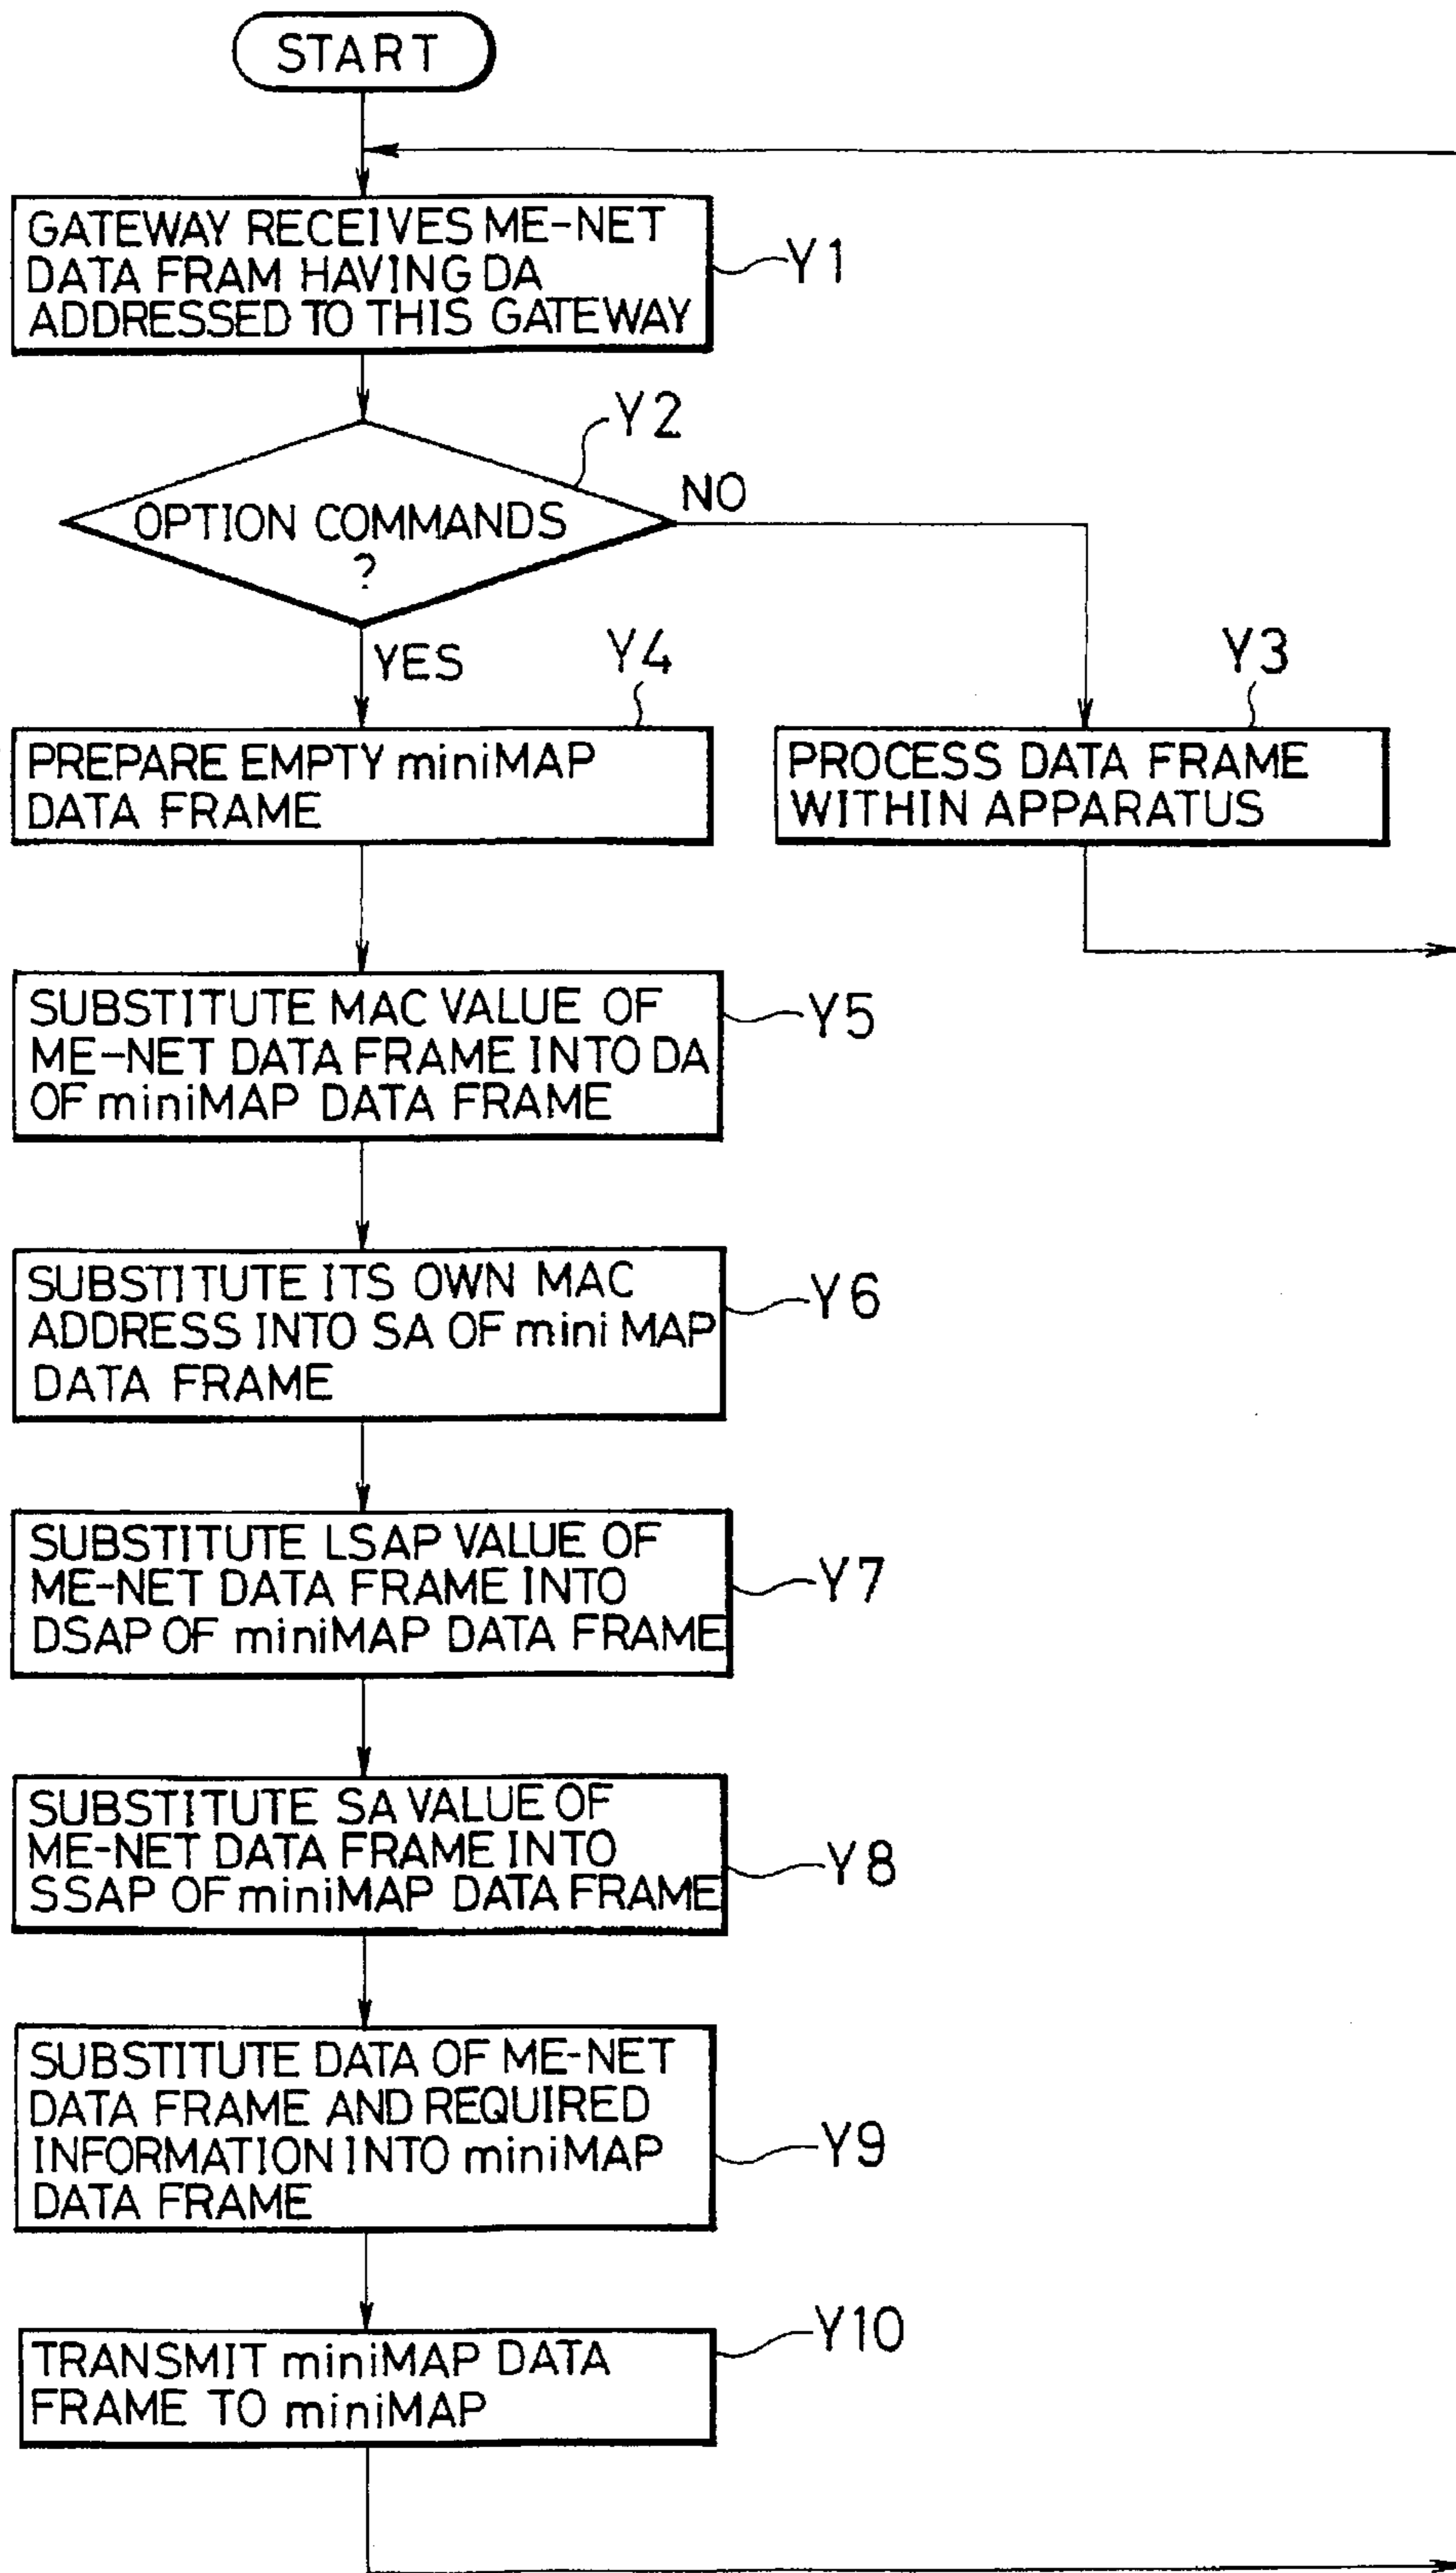 START
GATEWAY RECEIVES ME-NET
DATA FRAM HAVING DA
ADDRESSED TO THIS GATEWAY
Y1
Y2
OPTION COMMANDS
?
NO
YES
Y4
PREPARE EMPTY miniMAP
DATA FRAME
Y3
PROCESS DATA FRAME
WITHIN APPARATUS
SUBSTITUTE MAC VALUE OF
ME-NET DATA FRAME INTO DA
OF miniMAP DATA FRAME
Y5
SUBSTITUTE ITS OWN MAC
ADDRESS INTO SA OF mini MAP
DATA FRAME
Y6
SUBSTITUTE LSAP VALUE OF
ME-NET DATA FRAME INTO
DSAP OF miniMAP DATA FRAME
Y7
SUBSTITUTE SA VALUE OF
ME-NET DATA FRAME INTO
SSAP OF miniMAP DATA FRAME
Y8
SUBSTITUTE DATA OF ME-NET
DATA FRAME AND REQUIRED
INFORMATION INTO miniMAP
DATA FRAME
Y9
TRANSMIT miniMAP DATA
FRAME TO miniMAP
Y10